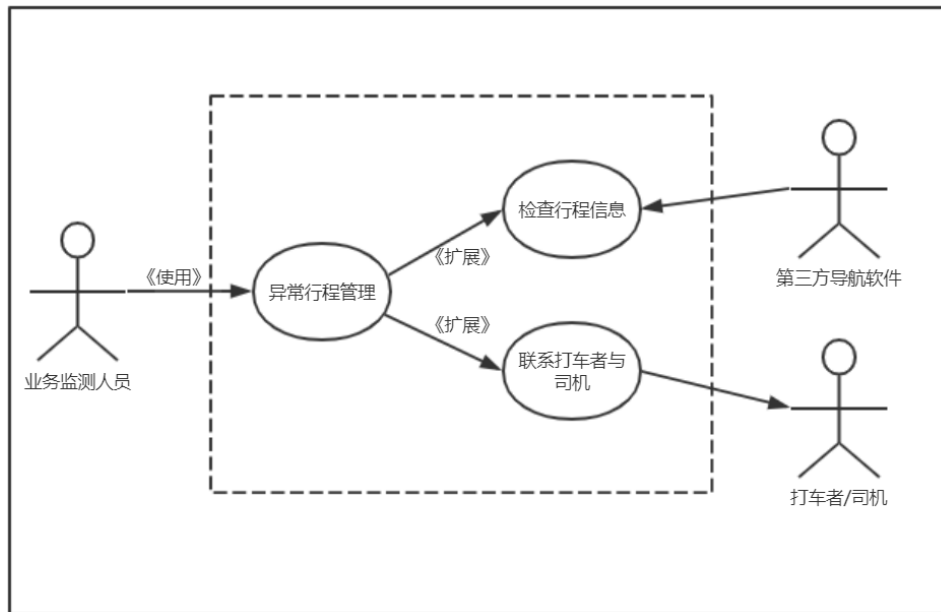 检查行程信息
《扩展》
《使用》
异常行程管理
第三方导航软件
《扩展》
联系打车者与
司机
业务监测人员
打车者/司机